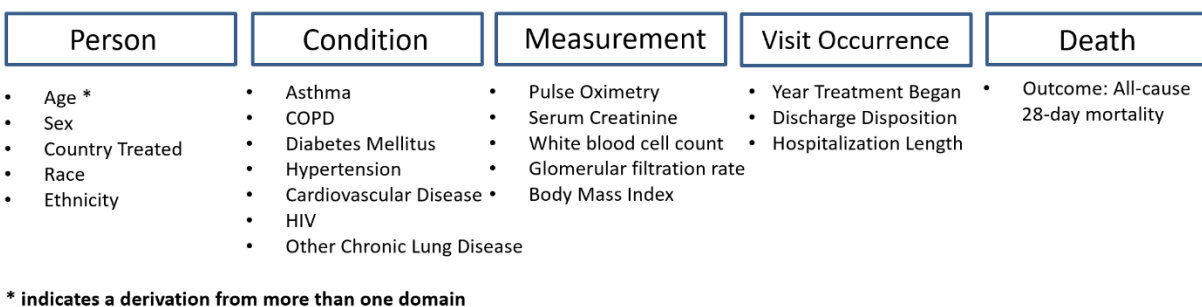 Person
• Age *
• Sex
• Country Treated
• Race
• Ethnicity
Condition
• Asthma
• COPD
• Diabetes Mellitus
• Hypertension
• Cardiovascular Disease
• HIV
• Other Chronic Lung Disease
Measurement
• Pulse Oximetry
• Serum Creatinine
• White blood cell count
• Glomerular filtration rate
• Body Mass Index
Visit Occurrence
• Year Treatment Began
• Discharge Disposition
• Hospitalization Length
Death
• Outcome: All-cause
28-day mortality
* indicates a derivation from more than one domain